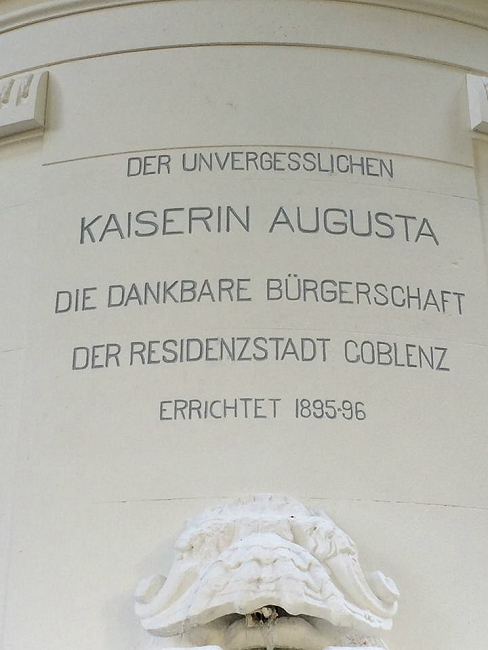 DER UNVERGESSLICHEN
KAISERIN AUGUSTA
DIE DANKBARE BÜRGERSCHAFT
DER RESIDENZSTADT COBLENZ
ERRICHTET 1895-96